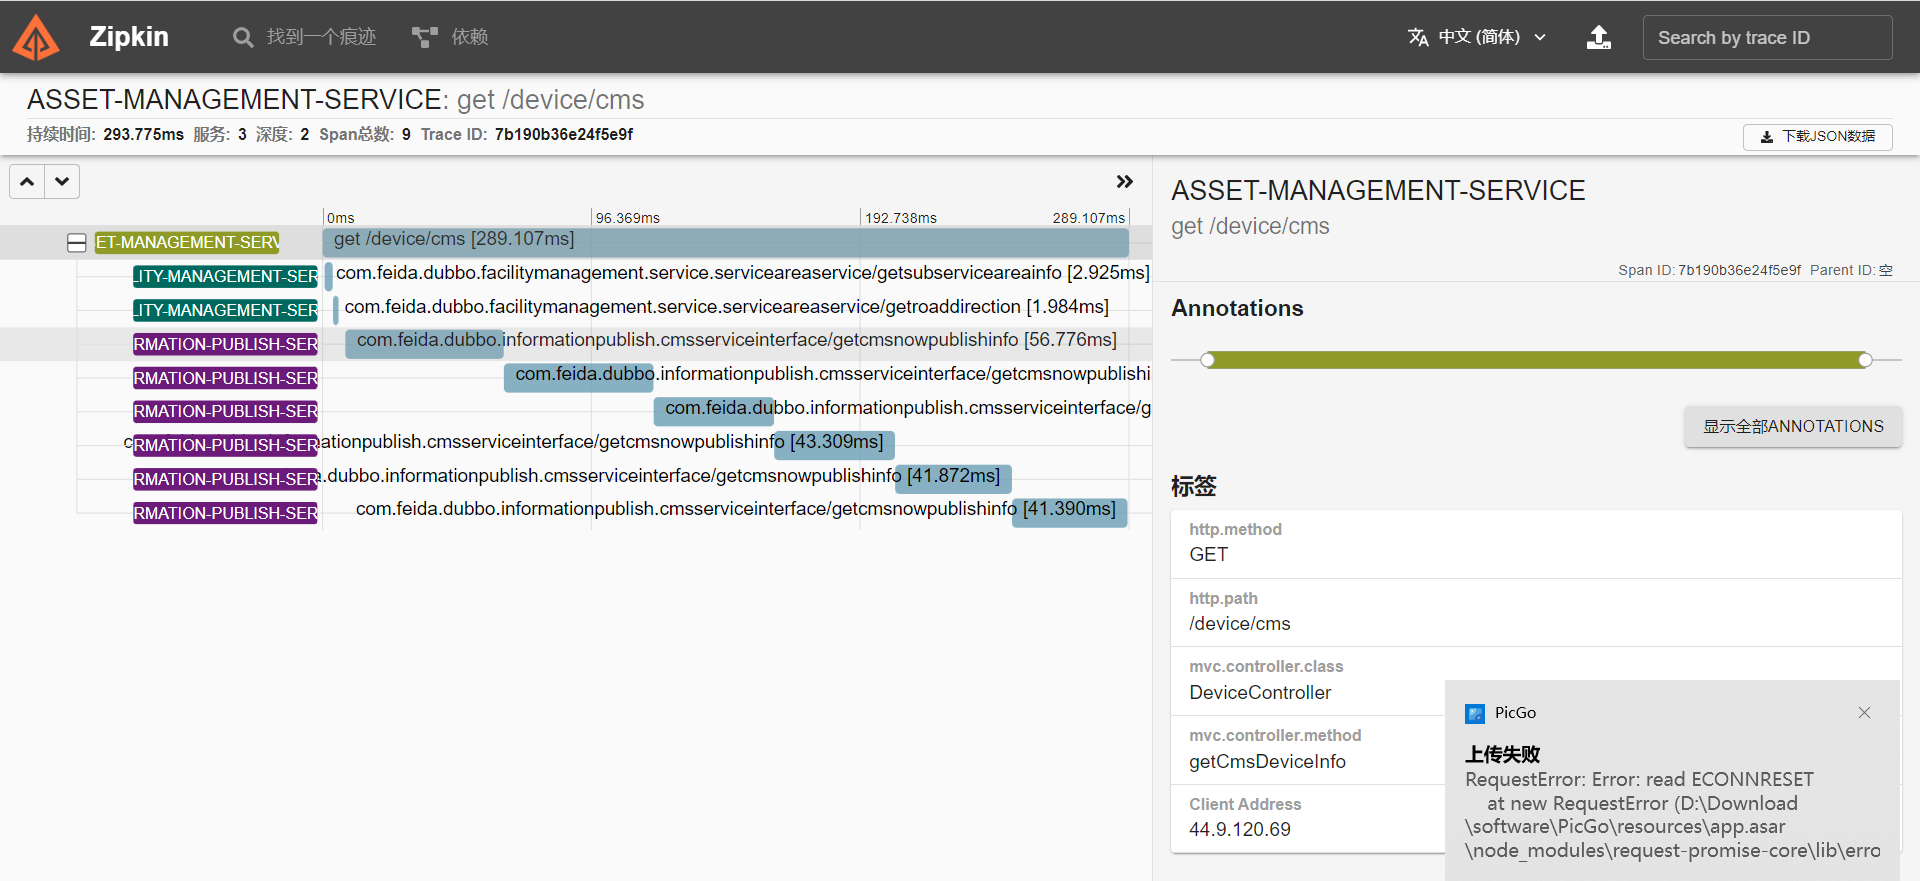 Zipkin
找到一个痕迹
依赖
中文 (简体)
Search by trace ID
ASSET-MANAGEMENT-SERVICE: get /device/cms
持续时间: 293.775ms 服务: 3 深度: 2 Span总数: 9 Trace ID: 7b190b36e24f5e9f
下载JSON数据
0ms 96.369ms 192.738ms 289.107ms
ET-MANAGEMENT-SERV get /device/cms [289.107ms]
LITY-MANAGEMENT-SER com.feida.dubbo.facilitymanagement.service.serviceareaservice/getsubserviceareainfo [2.925ms]
LITY-MANAGEMENT-SER com.feida.dubbo.facilitymanagement.service.serviceareaservice/getroaddirection [1.984ms]
RMATION-PUBLISH-SER com.feida.dubbo.informationpublish.cmsserviceinterface/getcmsnowpublishinfo [56.776ms]
RMATION-PUBLISH-SER com.feida.dubbo.informationpublish.cmsserviceinterface/getcmsnowpublishi
RMATION-PUBLISH-SER com.feida.dubbo.informationpublish.cmsserviceinterface/g
RMATION-PUBLISH-SER ationpublish.cmsserviceinterface/getcmsnowpublishinfo [43.309ms]
RMATION-PUBLISH-SER .dubbo.informationpublish.cmsserviceinterface/getcmsnowpublishinfo [41.872ms]
RMATION-PUBLISH-SER com.feida.dubbo.informationpublish.cmsserviceinterface/getcmsnowpublishinfo [41.390ms]
ASSET-MANAGEMENT-SERVICE
get /device/cms
Span ID: 7b190b36e24f5e9f Parent ID: 空
Annotations
显示全部ANNOTATIONS
标签
http.method
GET
http.path
/device/cms
mvc.controller.class
DeviceController
mvc.controller.method
getCmsDeviceInfo
Client Address
44.9.120.69
PicGo
上传失败
RequestError: Error: read ECONNRESET
at new RequestError (D:\Download
\software\PicGo\resources\app.asar
\node_modules\request-promise-core\lib\erro